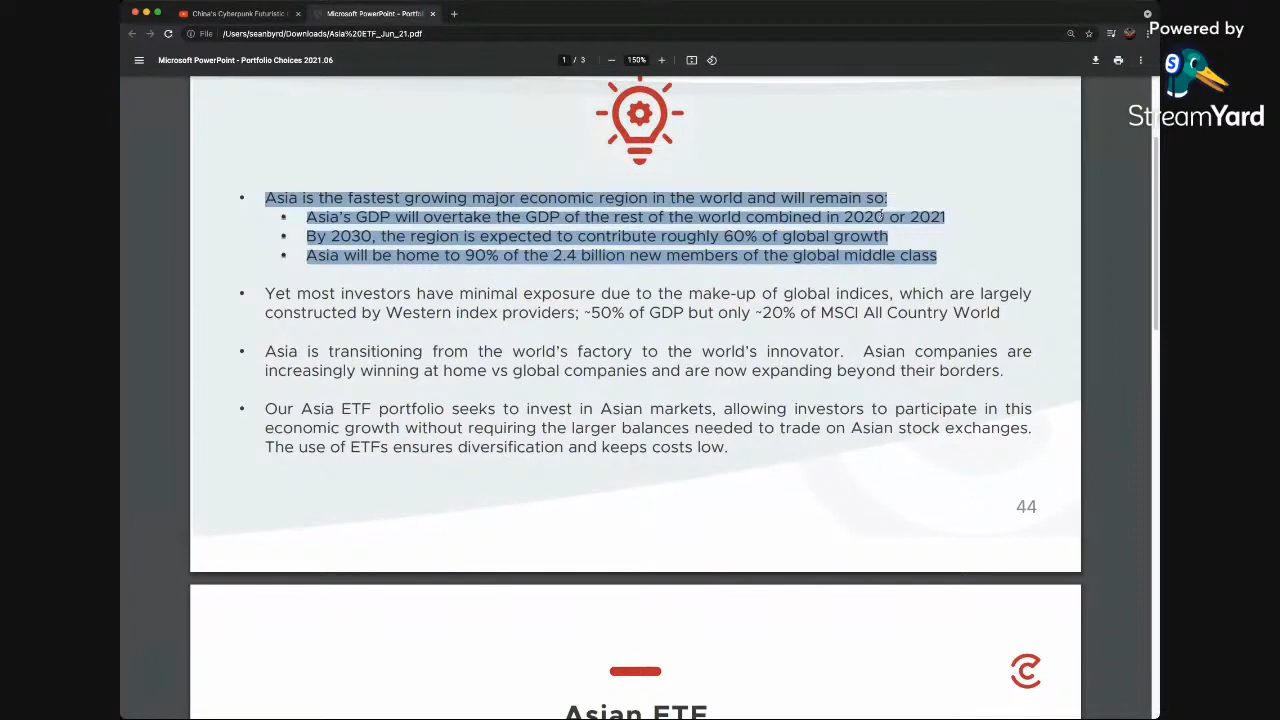 China's Cyberpunk Futuristic
Microsoft PowerPoint - Portfo
File
/Users/seanbyrd/Downloads/Asia%20ETF_Jun_21.pdf
Powered by
StreamYard
Microsoft PowerPoint - Portfolio Choices 2021.06
1 / 3
150%
• Asia is the fastest growing major economic region in the world and will remain so:
• Asia's GDP will overtake the GDP of the rest of the world combined in 2020 or 2021
• By 2030, the region is expected to contribute roughly 60% of global growth
• Asia will be home to 90% of the 2.4 billion new members of the global middle class
• Yet most investors have minimal exposure due to the make-up of global indices, which are largely
constructed by Western index providers; ~50% of GDP but only ~20% of MSCI All Country World
• Asia is transitioning from the world's factory to the world's innovator. Asian companies are
increasingly winning at home vs global companies and are now expanding beyond their borders.
• Our Asia ETF portfolio seeks to invest in Asian markets, allowing investors to participate in this
economic growth without requiring the larger balances needed to trade on Asian stock exchanges.
The use of ETFs ensures diversification and keeps costs low.
44
Asian ETF